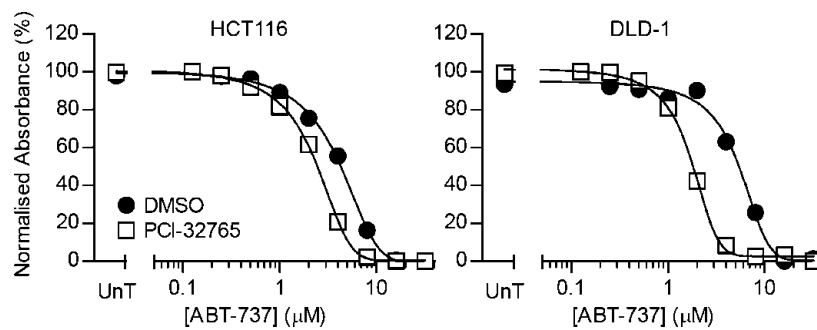 HCT116
DLD-1
Normalised Absorbance (%)
120
100
80
60
40
20
0
DMSO
PCI-32765
UnT
0.1
1
10
[ABT-737] (μM)
120
100
80
60
40
20
0
UnT
0.1
1
10
[ABT-737] (μM)